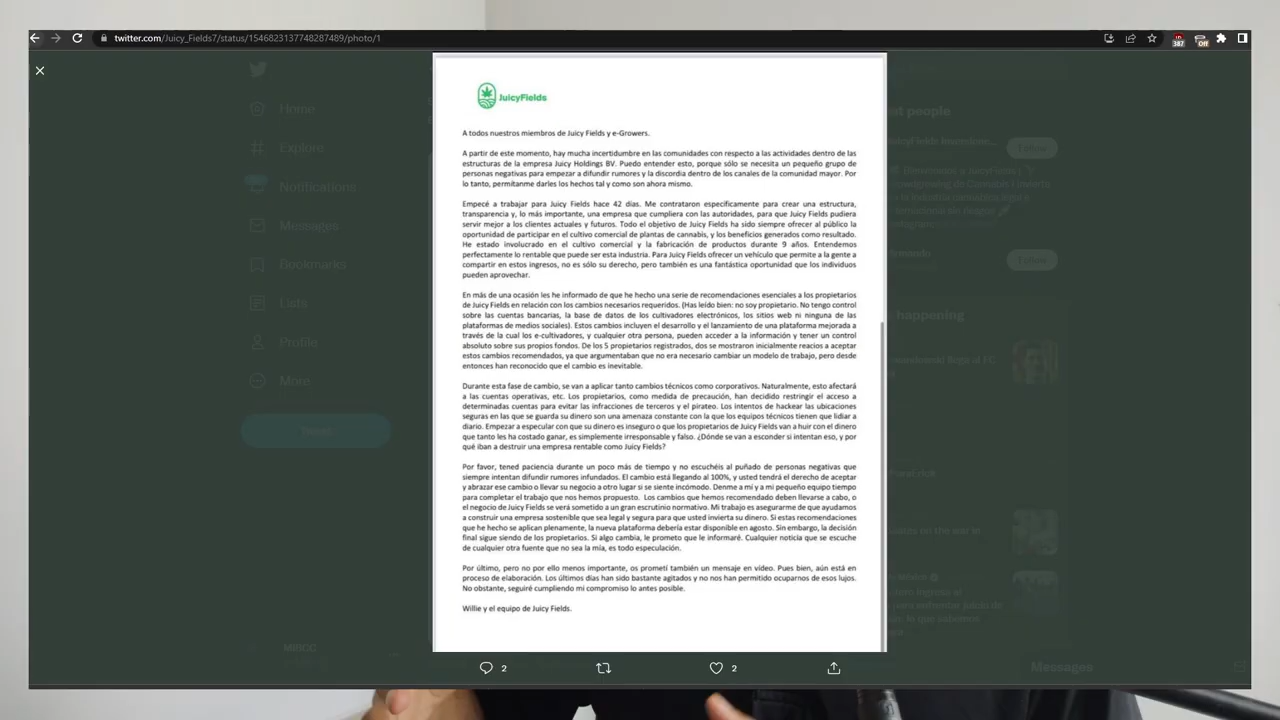 twitter.com/Juicy_Fields7/status/1546823137748287489/photo/1
387
Off
Home
Explore
Notifications
Messages
Bookmarks
Lists
Profile
More
Tweet
JuicyFields
A todos nuestros miembros de Juicy Fields y e-Growers.
A partir de este momento, hay mucha incertidumbre en las comunidades con respecto a las actividades dentro de las
estructuras de la empresa Juicy Holdings BV. Puedo entender esto, porque sólo se necesita un pequeño grupo de
personas negativas para empezar a difundir rumores y la discordia dentro de los canales de la comunidad mayor. Por
lo tanto, permítanme darles los hechos tal y como son ahora mismo.
Empecé a trabajar para Juicy Fields hace 42 días. Me contrataron específicamente para crear una estructura,
transparencia y, lo más importante, una empresa que cumpliera con las autoridades, para que Juicy Fields pudiera
servir mejor a los clientes actuales y futuros. Todo el objetivo de Juicy Fields ha sido siempre ofrecer al público la
oportunidad de participar en el cultivo comercial de plantas de cannabis, y los beneficios generados como resultado.
He estado involucrado en el cultivo comercial y la fabricación de productos durante 9 años. Entendemos
perfectamente lo rentable que puede ser esta industria. Para Juicy Fields ofrecer un vehículo que permite a la gente a
compartir en estos ingresos, no es sólo su derecho, pero también es una fantástica oportunidad que los individuos
pueden aprovechar.
En más de una ocasión les he informado de que he hecho una serie de recomendaciones esenciales a los propietarios
de Juicy Fields en relación con los cambios necesarios requeridos. (Has leído bien: no soy propietario. No tengo control
sobre las cuentas bancarias, la base de datos de los cultivadores electrónicos, los sitios web ni ninguna de las
plataformas de medios sociales). Estos cambios incluyen el desarrollo y el lanzamiento de una plataforma mejorada a
través de la cual los e-cultivadores, y cualquier otra persona, pueden acceder a la información y tener un control
absoluto sobre sus propios fondos. De los 5 propietarios registrados, dos se mostraron inicialmente reacios a aceptar
estos cambios recomendados, ya que argumentaban que no era necesario cambiar un modelo de trabajo, pero desde
entonces han reconocido que el cambio es inevitable.
Durante esta fase de cambio, se van a aplicar tanto cambios técnicos como corporativos. Naturalmente, esto afectará
a las cuentas operativas, etc. Los propietarios, como medida de precaución, han decidido restringir el acceso a
determinadas cuentas para evitar las infracciones de terceros y el pirateo. Los intentos de hackear las ubicaciones
seguras en las que se guarda su dinero son una amenaza constante con la que los equipos técnicos tienen que lidiar a
diario. Empezar a especular con que su dinero es inseguro o que los propietarios de Juicy Fields van a huir con el dinero
que tanto les ha costado ganar, es simplemente irresponsable y falso. ¿Dónde se van a esconder si intentan eso, y por
qué iban a destruir una empresa rentable como Juicy Fields?
Por favor, tened paciencia durante un poco más de tiempo y no escuchéis al puñado de personas negativas que
siempre intentan difundir rumores infundados. El cambio está llegando al 100%, y usted tendrá el derecho de aceptar
y abrazar ese cambio o llevar su negocio a otro lugar si se siente incómodo. Denme a mí y a mi pequeño equipo tiempo
para completar el trabajo que nos hemos propuesto. Los cambios que hemos recomendado deben llevarse a cabo, o
el negocio de Juicy Fields se verá sometido a un gran escrutinio normativo. Mi trabajo es asegurarme de que ayudamos
a construir una empresa sostenible que sea legal y segura para que usted invierta su dinero. Si estas recomendaciones
que he hecho se aplican plenamente, la nueva plataforma debería estar disponible en agosto. Sin embargo, la decisión
final sigue siendo de los propietarios. Si algo cambia, le prometo que le informaré. Cualquier noticia que se escuche
de cualquier otra fuente que no sea la mía, es todo especulación.
Por último, pero no por ello menos importante, os prometí también un mensaje en vídeo. Pues bien, aún está en
proceso de elaboración. Los últimos días han sido bastante agitados y no nos han permitido ocuparnos de esos lujos.
No obstante, seguiré cumpliendo mi compromiso lo antes posible.
Willie y el equipo de Juicy Fields.
2
2
people
Follow
Follow
happening
Messages